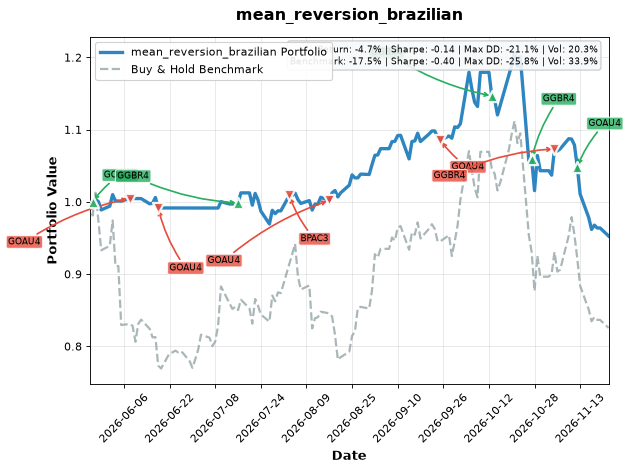 mean_reversion_brazilian
urn: -4.7% | Sharpe: -0.14 | Max DD: -21.1% | Vol: 20.3%
Benchmark: -17.5% | Sharpe: -0.40 | Max DD: -25.8% | Vol: 33.9%
mean_reversion_brazilian Portfolio
Buy & Hold Benchmark
Portfolio Value
1.2
1.1
1.0
0.9
0.8
GGBR4
GOAU4
GOAU4
GGBR4
GGBR4
GOAU4
BPAC3
GOAU4
GOAU4
GOAU4
2026-06-06
2026-06-22
2026-07-08
2026-07-24
2026-08-09
2026-08-25
2026-09-10
2026-09-26
2026-10-12
2026-10-28
2026-11-13
Date